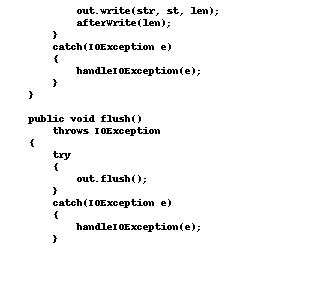 out.write(str, st, len);
afterWrite(len);
}
catch(IOException e)
{
handleIOException(e);
}
}
public void flush()
throws IOException
{
try
{
out.flush();
}
catch(IOException e)
{
handleIOException(e);
}